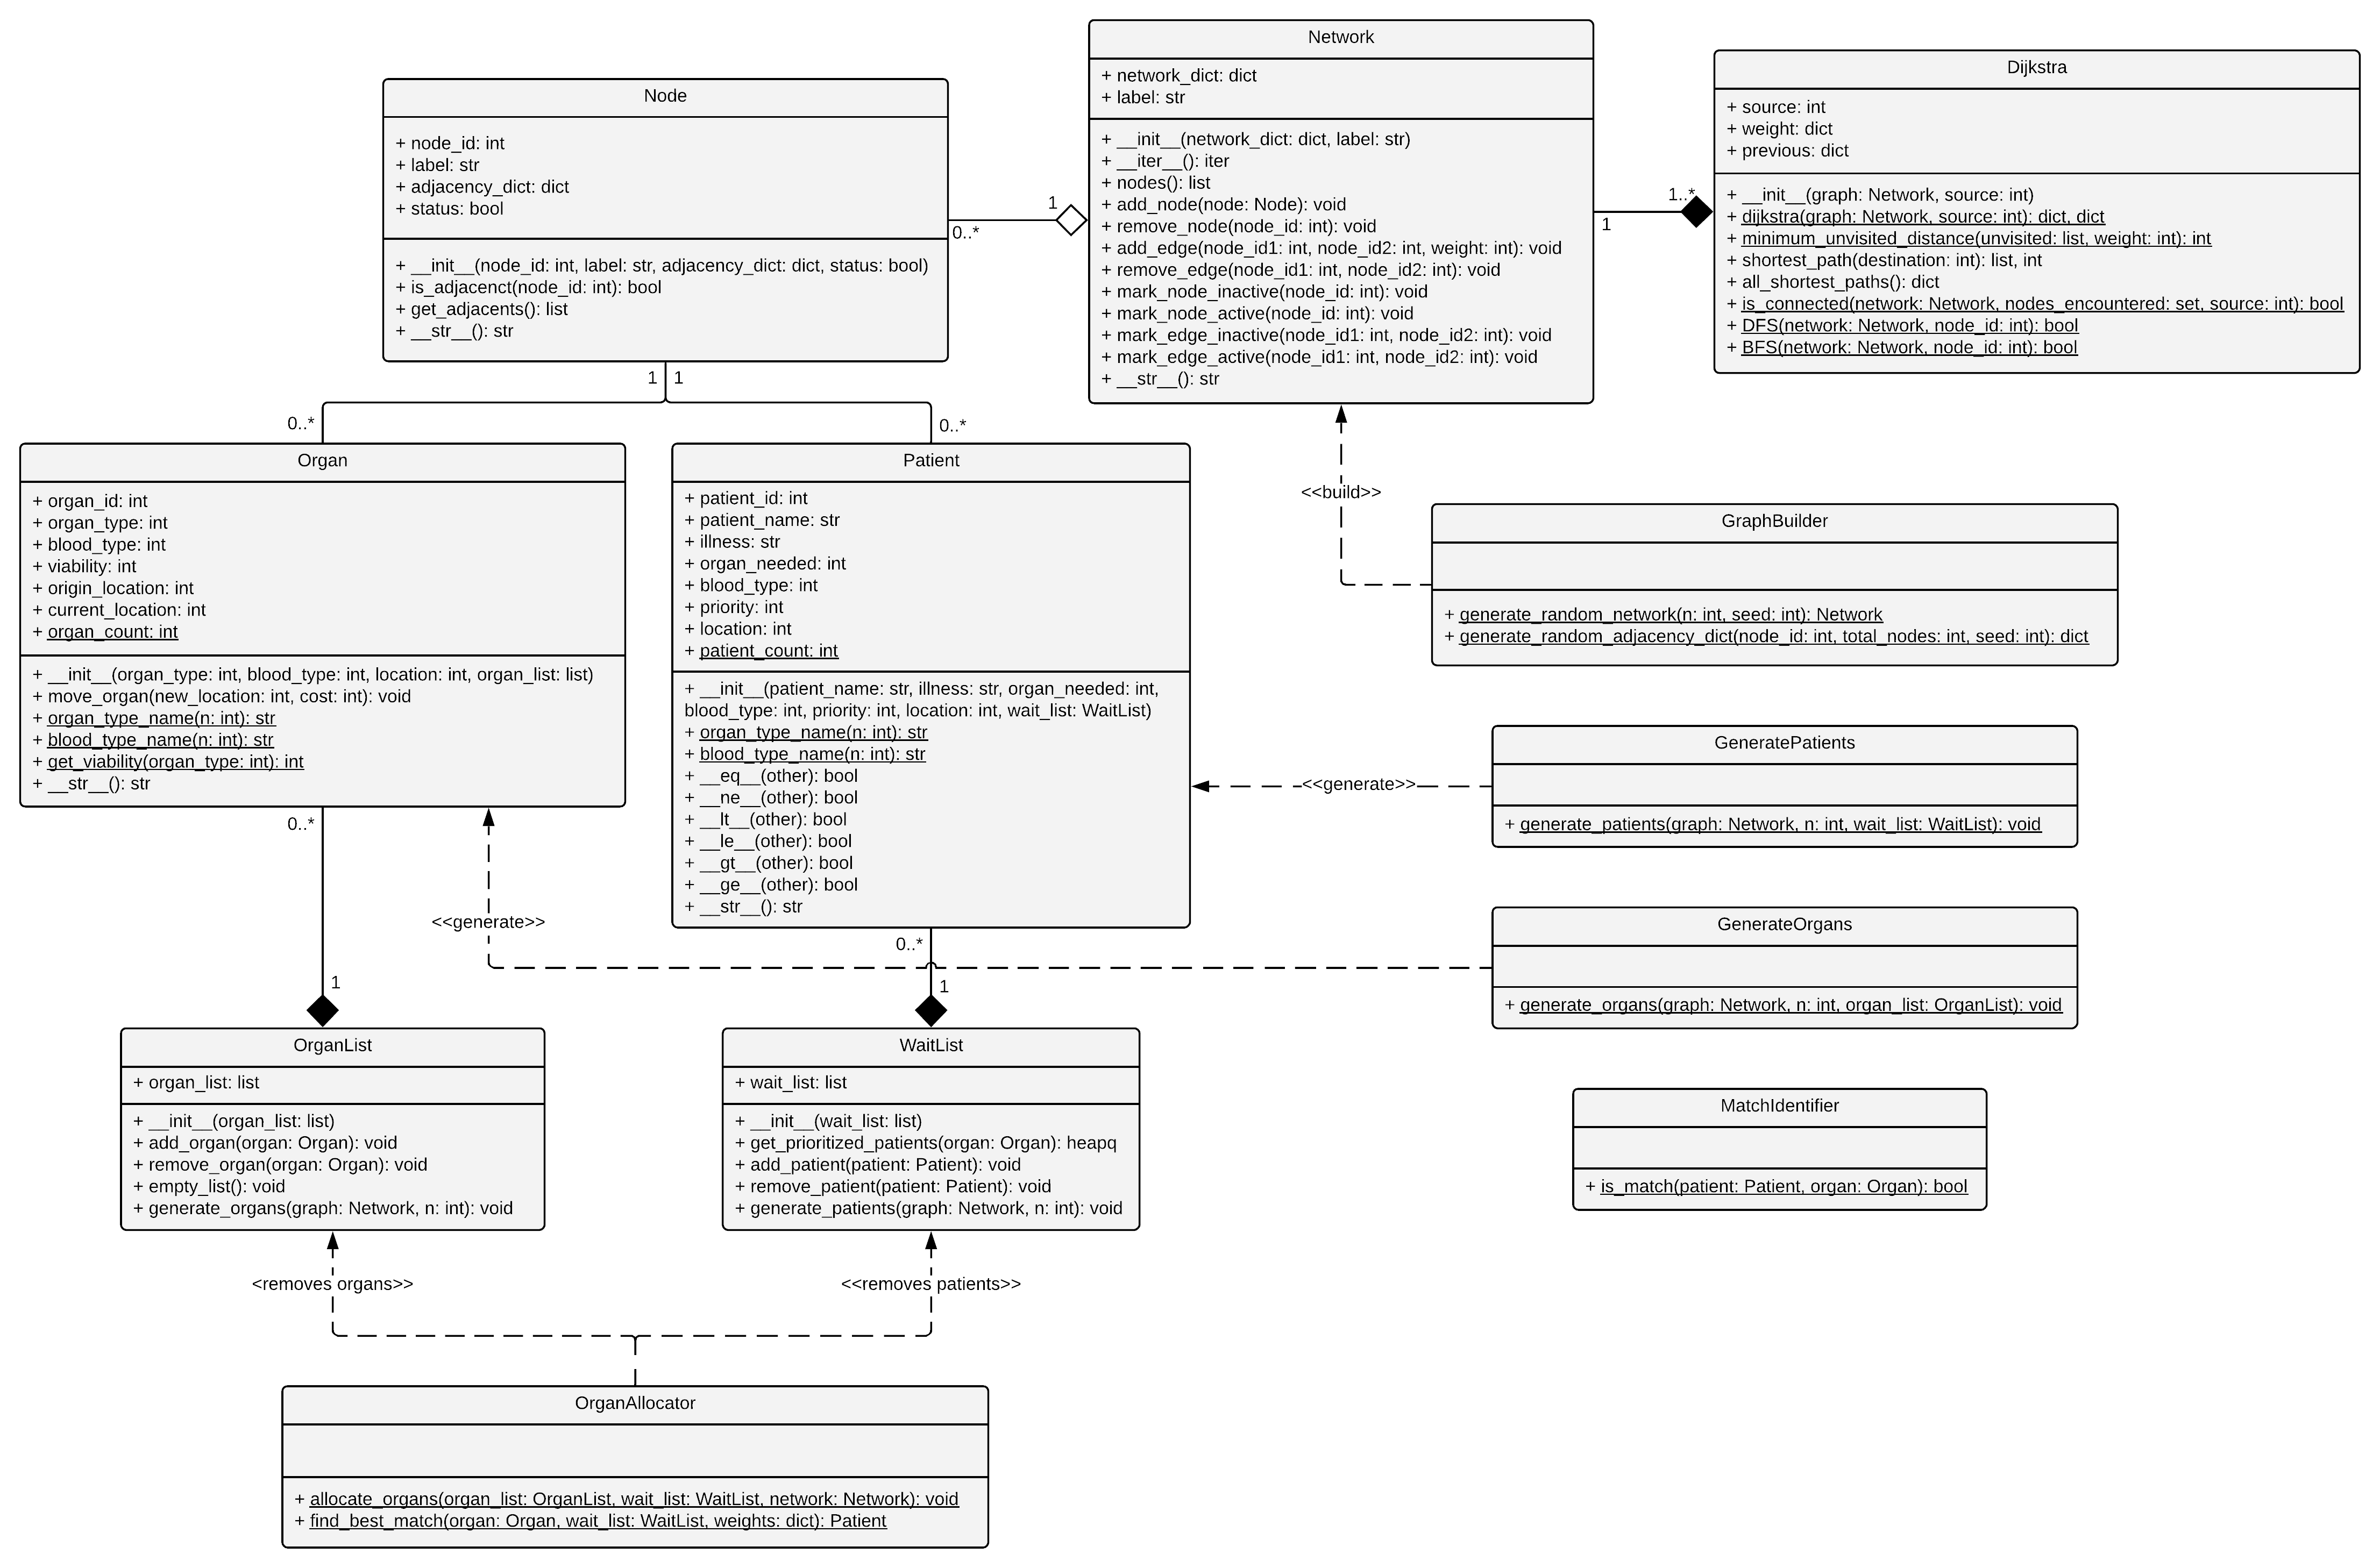 Node
+ node_id: int
+ label: str
+ adjacency_dict: dict
+ status: bool
+ __init__(node_id: int, label: str, adjacency_dict: dict, status: bool)
+ is_adjacenct(node_id: int): bool
+ get_adjacents(): list
+ __str__(): str
0..*
1
Network
+ network_dict: dict
+ label: str
+ __init__(network_dict: dict, label: str)
+ __iter__(): iter
+ nodes(): list
+ add_node(node: Node): void
+ remove_node(node_id: int): void
+ add_edge(node_id1: int, node_id2: int, weight: int): void
+ remove_edge(node_id1: int, node_id2: int): void
+ mark_node_inactive(node_id: int): void
+ mark_node_active(node_id: int): void
+ mark_edge_inactive(node_id1: int, node_id2: int): void
+ mark_edge_active(node_id1: int, node_id2: int): void
+ __str__(): str
1
1..*
Dijkstra
+ source: int
+ weight: dict
+ previous: dict
+ __init__(graph: Network, source: int)
+ dijkstra(graph: Network, source: int): dict, dict
+ minimum_unvisited_distance(unvisited: list, weight: int): int
+ shortest_path(destination: int): list, int
+ all_shortest_paths(): dict
+ is_connected(network: Network, nodes_encountered: set, source: int): bool
+ DFS(network: Network, node_id: int): bool
+ BFS(network: Network, node_id: int): bool
1
1
0..*
0..*
Organ
+ organ_id: int
+ organ_type: int
+ blood_type: int
+ viability: int
+ origin_location: int
+ current_location: int
+ organ_count: int
+ __init__(organ_type: int, blood_type: int, location: int, organ_list: list)
+ move_organ(new_location: int, cost: int): void
+ organ_type_name(n: int): str
+ blood_type_name(n: int): str
+ get_viability(organ_type: int): int
+ __str__(): str
Patient
+ patient_id: int
+ patient_name: str
+ illness: str
+ organ_needed: int
+ blood_type: int
+ priority: int
+ location: int
+ patient_count: int
+ __init__(patient_name: str, illness: str, organ_needed: int,
blood_type: int, priority: int, location: int, wait_list: WaitList)
+ organ_type_name(n: int): str
+ blood_type_name(n: int): str
+ __eq__(other): bool
+ __ne__(other): bool
+ __lt__(other): bool
+ __le__(other): bool
+ __gt__(other): bool
+ __ge__(other): bool
+ __str__(): str
<<build>>
GraphBuilder
+ generate_random_network(n: int, seed: int): Network
+ generate_random_adjacency_dict(node_id: int, total_nodes: int, seed: int): dict
<<generate>>
GeneratePatients
+ generate_patients(graph: Network, n: int, wait_list: WaitList): void
<<generate>>
GenerateOrgans
+ generate_organs(graph: Network, n: int, organ_list: OrganList): void
0..*
1
0..*
1
OrganList
+ organ_list: list
+ __init__(organ_list: list)
+ add_organ(organ: Organ): void
+ remove_organ(organ: Organ): void
+ empty_list(): void
+ generate_organs(graph: Network, n: int): void
WaitList
+ wait_list: list
+ __init__(wait_list: list)
+ get_prioritized_patients(organ: Organ): heapq
+ add_patient(patient: Patient): void
+ remove_patient(patient: Patient): void
+ generate_patients(graph: Network, n: int): void
MatchIdentifier
+ is_match(patient: Patient, organ: Organ): bool
<removes organs>>
<<removes patients>>
OrganAllocator
+ allocate_organs(organ_list: OrganList, wait_list: WaitList, network: Network): void
+ find_best_match(organ: Organ, wait_list: WaitList, weights: dict): Patient